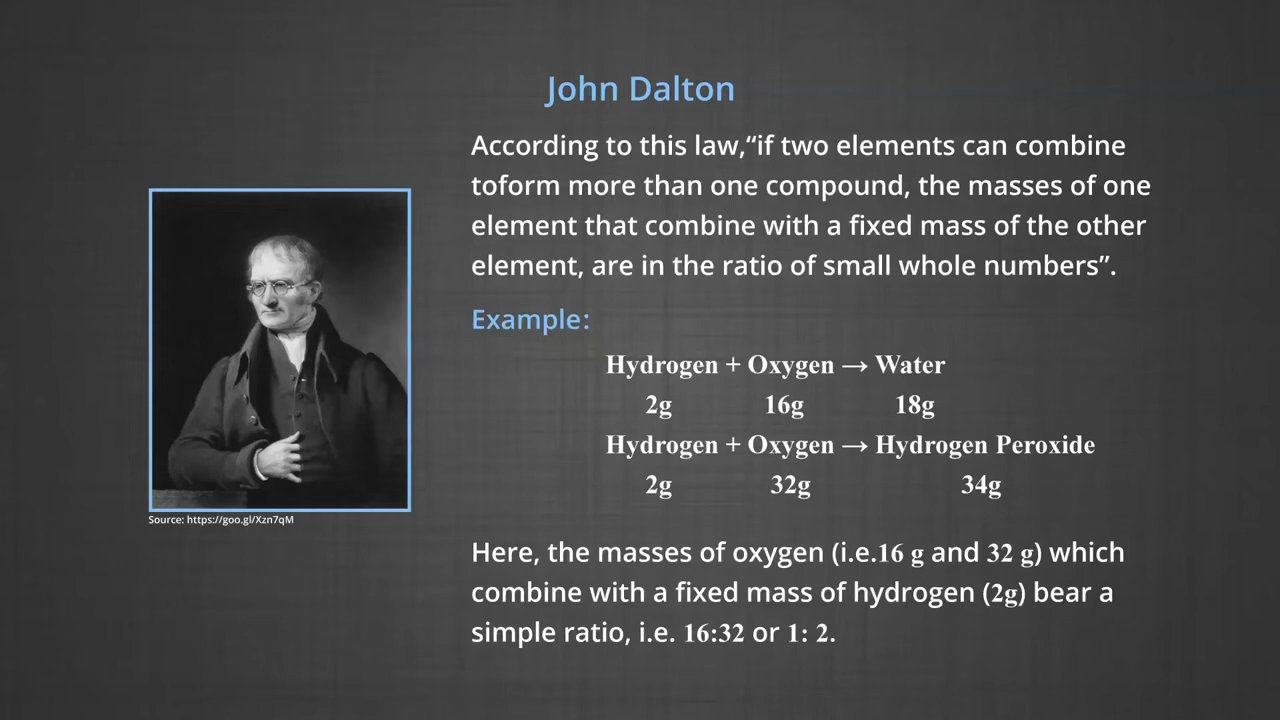 John Dalton
According to this law,“if two elements can combine
toform more than one compound, the masses of one
element that combine with a fixed mass of the other
element, are in the ratio of small whole numbers”.
Example:
Hydrogen + Oxygen → Water
2g 16g 18g
Hydrogen + Oxygen → Hydrogen Peroxide
2g 32g 34g
Source: https://goo.gl/Xzn7qM
Here, the masses of oxygen (i.e.16 g and 32 g) which
combine with a fixed mass of hydrogen (2g) bear a
simple ratio, i.e. 16:32 or 1: 2.